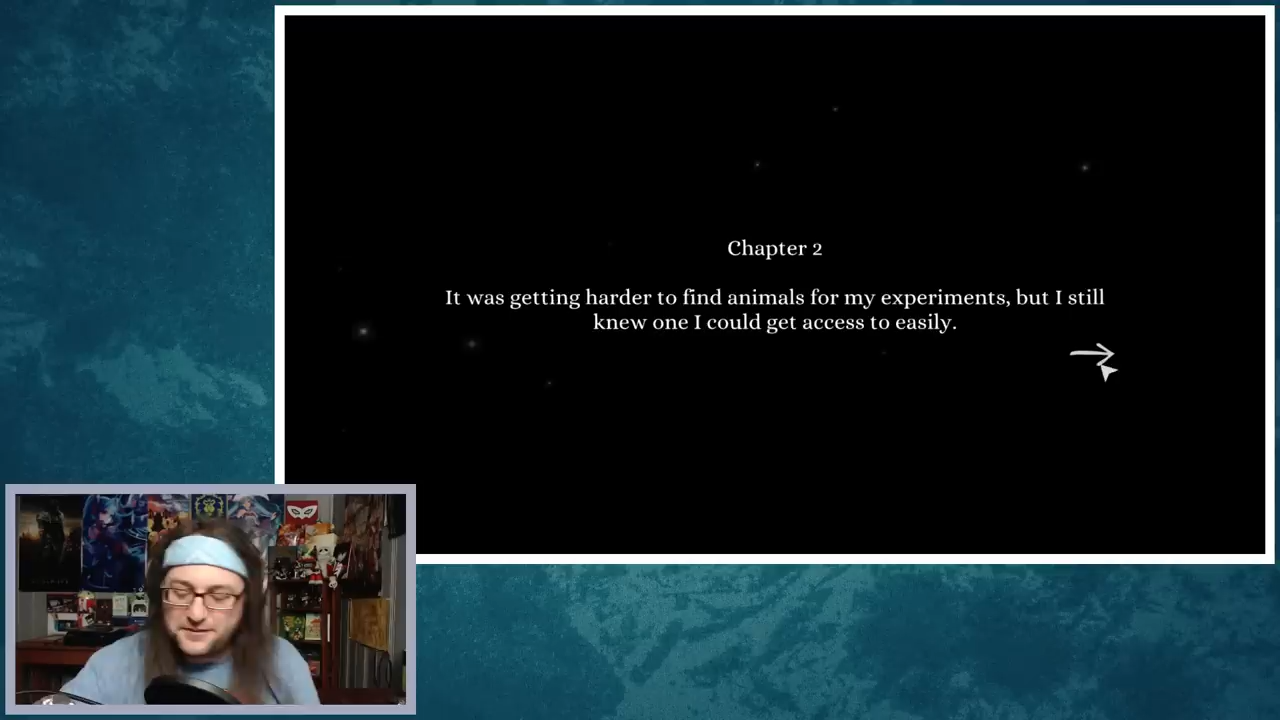 Chapter 2
It was getting harder to find animals for my experiments, but I still
knew one I could get access to easily.